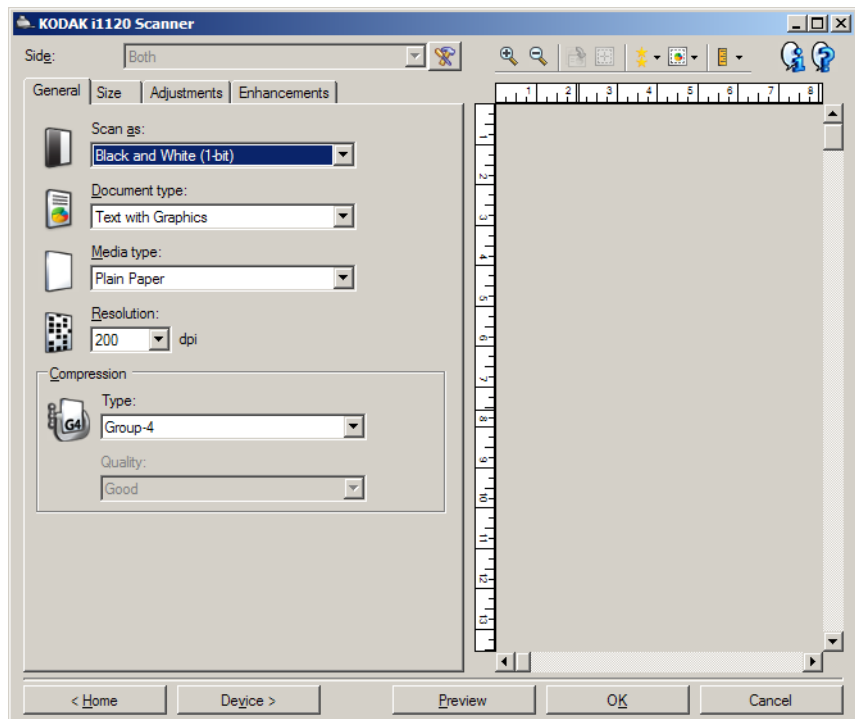 KODAK i1120 Scanner
Side: Both
General Size Adjustments Enhancements
Scan as:
Black and White (1-bit)
Document type:
Text with Graphics
Media type:
Plain Paper
Resolution:
200 dpi
Compression
Type:
G4 Group-4
Quality:
Good
1 2 3 4 5 6 7 8
1
2
3
4
5
6
7
8
9
10
11
12
13
< Home Device > Preview OK Cancel